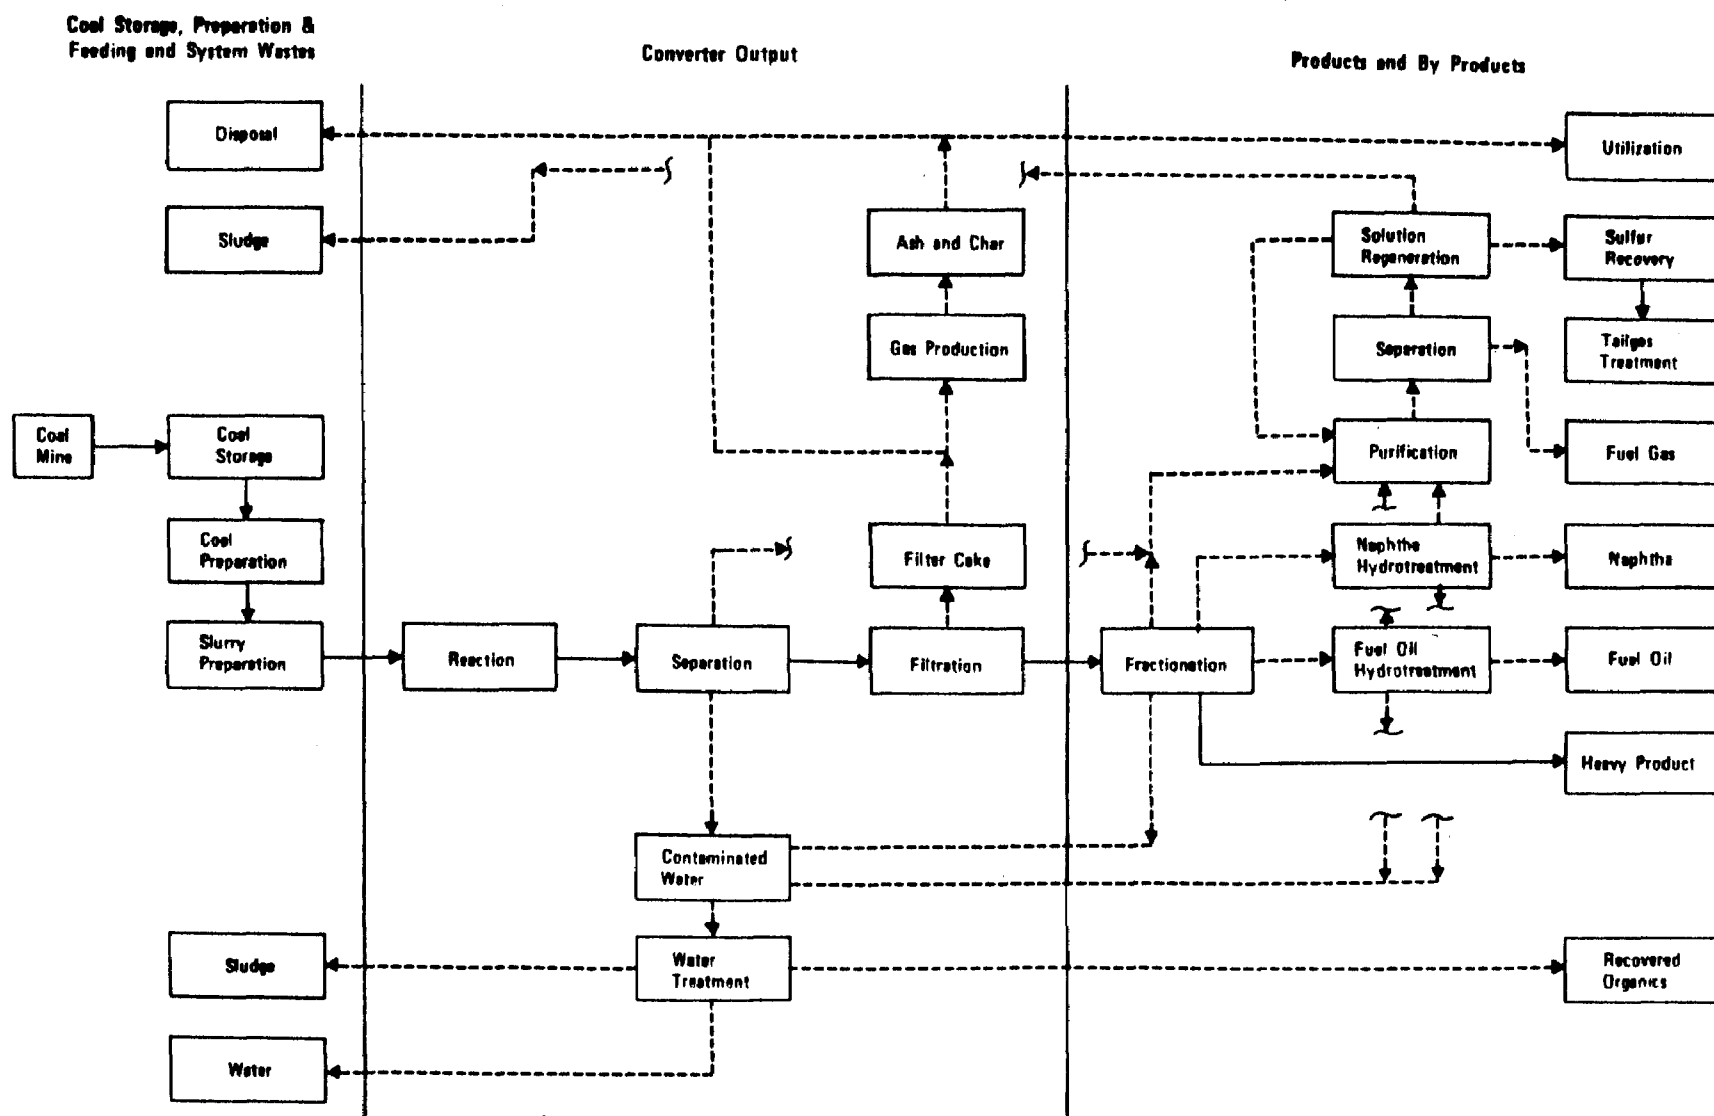 Coal Storage, Preparation &
Feeding and System Wastes
Converter Output
Products and By Products
Disposal
Utilization
Sludge
Ash and Char
Solution
Regeneration
Sulfur
Recovery
Gas Production
Separation
Tailgas
Treatment
Coal
Mine
Coal
Storage
Purification
Fuel Gas
Coal
Preparation
Filter Cake
Naphtha
Hydrotreatment
Naphtha
Slurry
Preparation
Reaction
Separation
Filtration
Fractionation
Fuel Oil
Hydrotreatment
Fuel Oil
Heavy Product
Contaminated
Water
Sludge
Water
Treatment
Recovered
Organics
Water